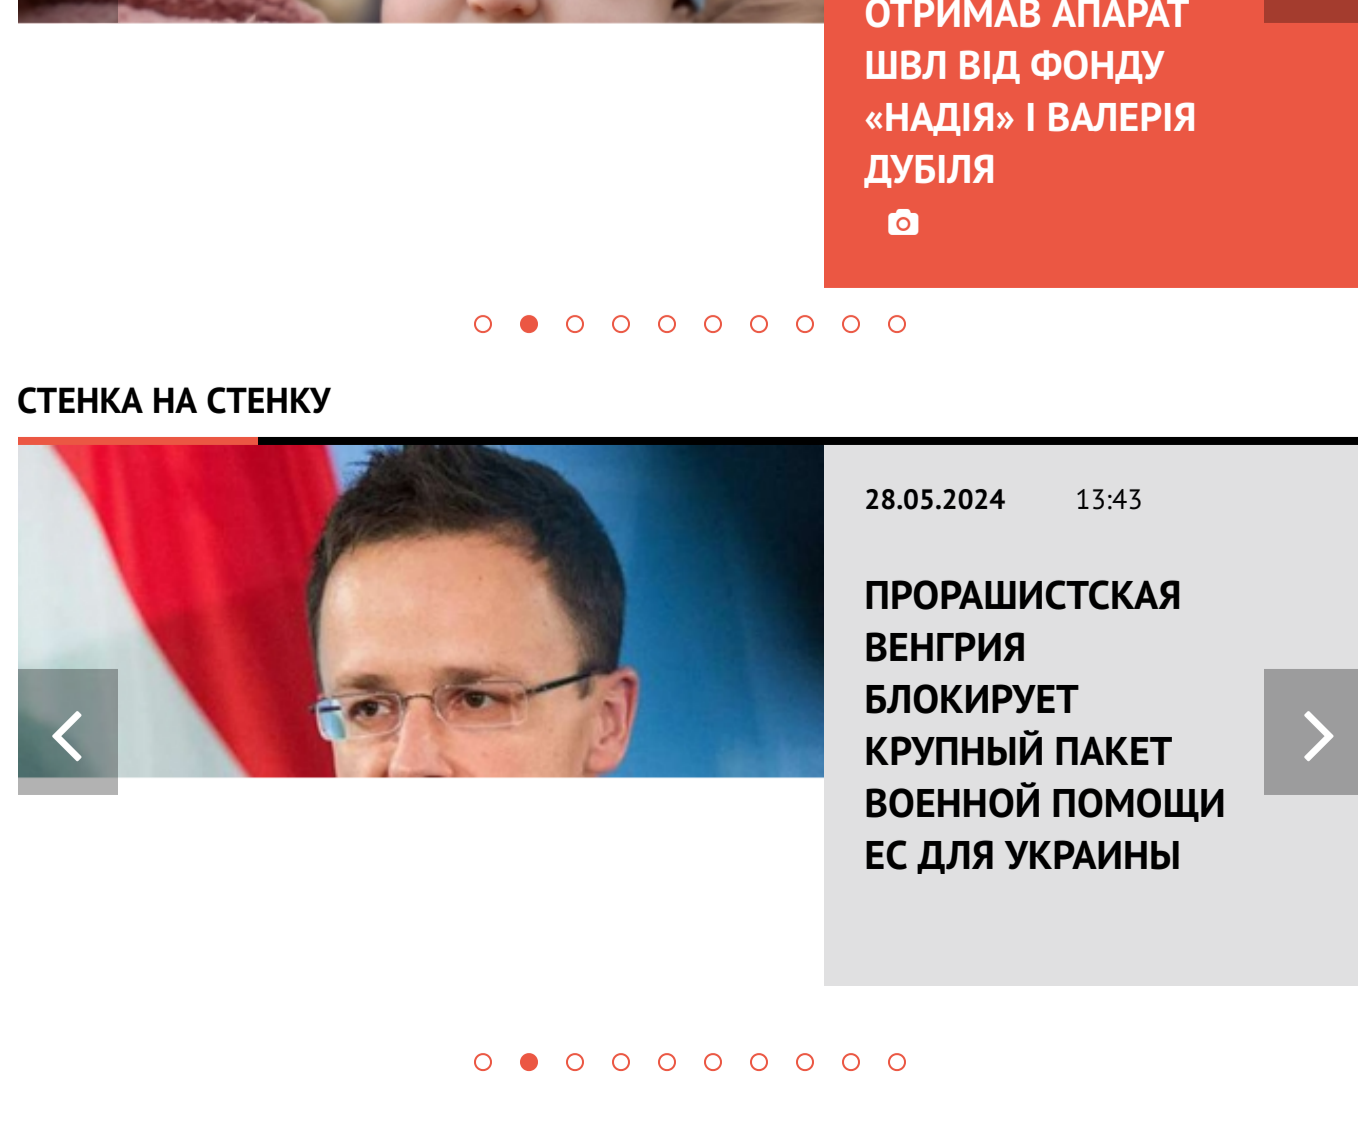 ОТРИМАВ АПАРАТ
ШВЛ ВІД ФОНДУ
«НАДІЯ» І ВАЛЕРІЯ
ДУБІЛЯ
СТЕНКА НА СТЕНКУ
28.05.2024 13:43
ПРОРАШИСТСКАЯ
ВЕНГРИЯ
БЛОКИРУЕТ
КРУПНЫЙ ПАКЕТ
ВОЕННОЙ ПОМОЩИ
ЕС ДЛЯ УКРАИНЫ